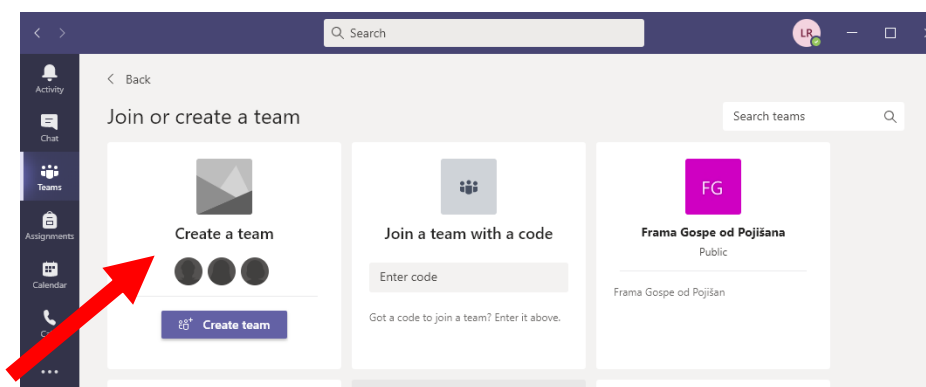 Search
LR
Activity
Chat
Teams
Assignments
Calendar
Back
Join or create a team
Search teams
Create a team
Create team
Join a team with a code
Enter code
Got a code to join a team? Enter it above.
FG
Frama Gospe od Pojišana
Public
Frama Gospe od Pojišan